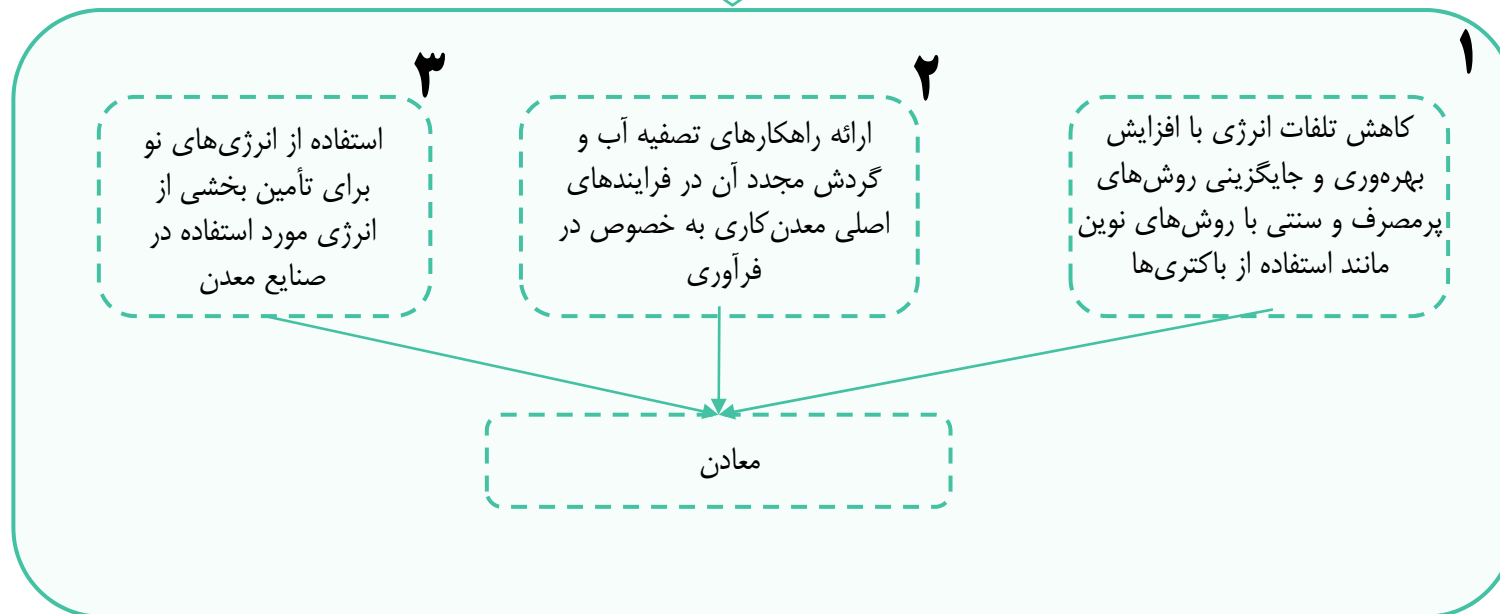 ۱
کاهش تلفات انرژی با افزایش
بهره‌وری و جایگزینی روش‌های
پرمصرف و سنتی با روش‌های نوین
مانند استفاده از باکتری‌ها
۲
ارائه راهکارهای تصفیه آب و
گردش مجدد آن در فرایندهای
اصلی معدن‌کاری به خصوص در
فرآوری
۳
استفاده از انرژی‌های نو
برای تأمین بخشی از
انرژی مورد استفاده در
صنایع معدن
معادن